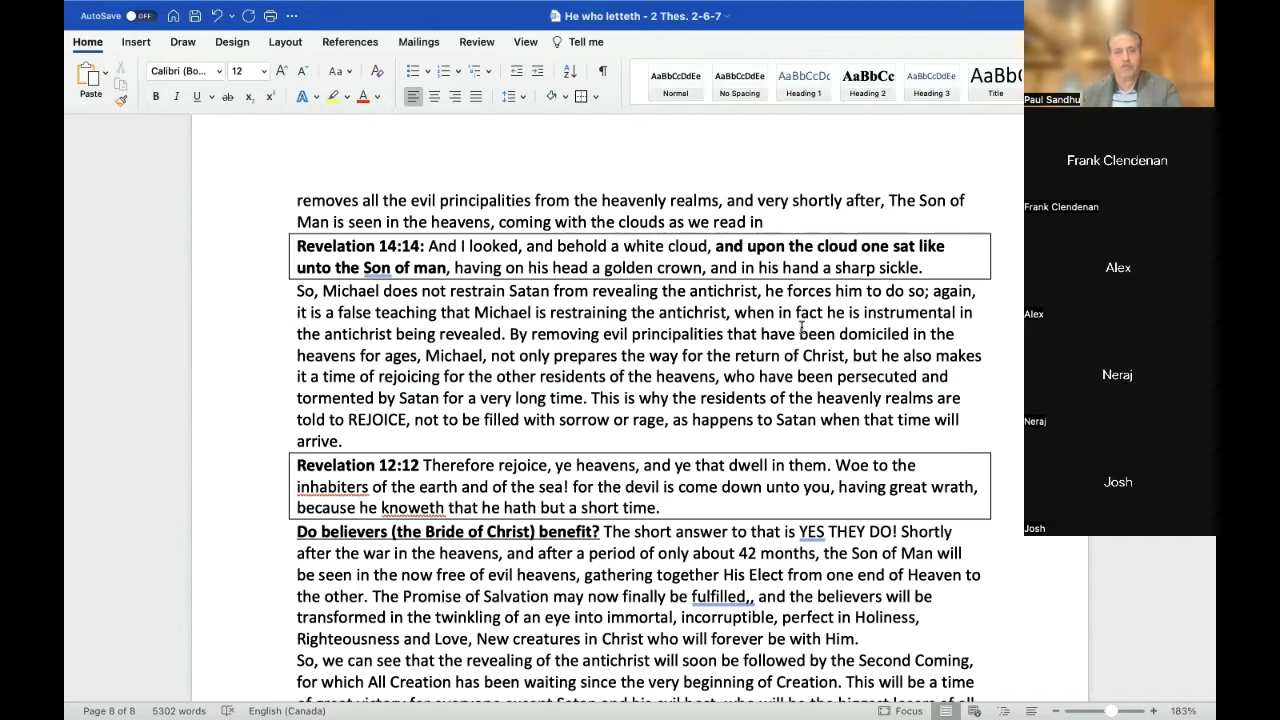 AutoSave OFF
He who letteth - 2 Thes. 2-6-7
Home Insert Draw Design Layout References Mailings Review View Tell me
Paste
Calibri (Bo... 12
AaBbCcDdEe AaBbCcDdEe AaBbCcDc AaBbCc AaBbCcDdEe AaBb(
Normal No Spacing Heading 1 Heading 2 Heading 3 Title
removes all the evil principalities from the heavenly realms, and very shortly after, The Son of
Man is seen in the heavens, coming with the clouds as we read in
Revelation 14:14: And I looked, and behold a white cloud, and upon the cloud one sat like
unto the Son of man, having on his head a golden crown, and in his hand a sharp sickle.
So, Michael does not restrain Satan from revealing the antichrist, he forces him to do so; again,
it is a false teaching that Michael is restraining the antichrist, when in fact he is instrumental in
the antichrist being revealed. By removing evil principalities that have been domiciled in the
heavens for ages, Michael, not only prepares the way for the return of Christ, but he also makes
it a time of rejoicing for the other residents of the heavens, who have been persecuted and
tormented by Satan for a very long time. This is why the residents of the heavenly realms are
told to REJOICE, not to be filled with sorrow or rage, as happens to Satan when that time will
arrive.
Revelation 12:12 Therefore rejoice, ye heavens, and ye that dwell in them. Woe to the
inhabiters of the earth and of the sea! for the devil is come down unto you, having great wrath,
because he knoweth that he hath but a short time.
Do believers (the Bride of Christ) benefit? The short answer to that is YES THEY DO! Shortly
after the war in the heavens, and after a period of only about 42 months, the Son of Man will
be seen in the now free of evil heavens, gathering together His Elect from one end of Heaven to
the other. The Promise of Salvation may now finally be fulfilled,, and the believers will be
transformed in the twinkling of an eye into immortal, incorruptible, perfect in Holiness,
Righteousness and Love, New creatures in Christ who will forever be with Him.
So, we can see that the revealing of the antichrist will soon be followed by the Second Coming,
for which All Creation has been waiting since the very beginning of Creation. This will be a time
Page 8 of 8 5302 words English (Canada) Focus 183%
Paul Sandhu
Frank Clendenan
Frank Clendenan
Alex
Alex
Neraj
Neraj
Josh
Josh